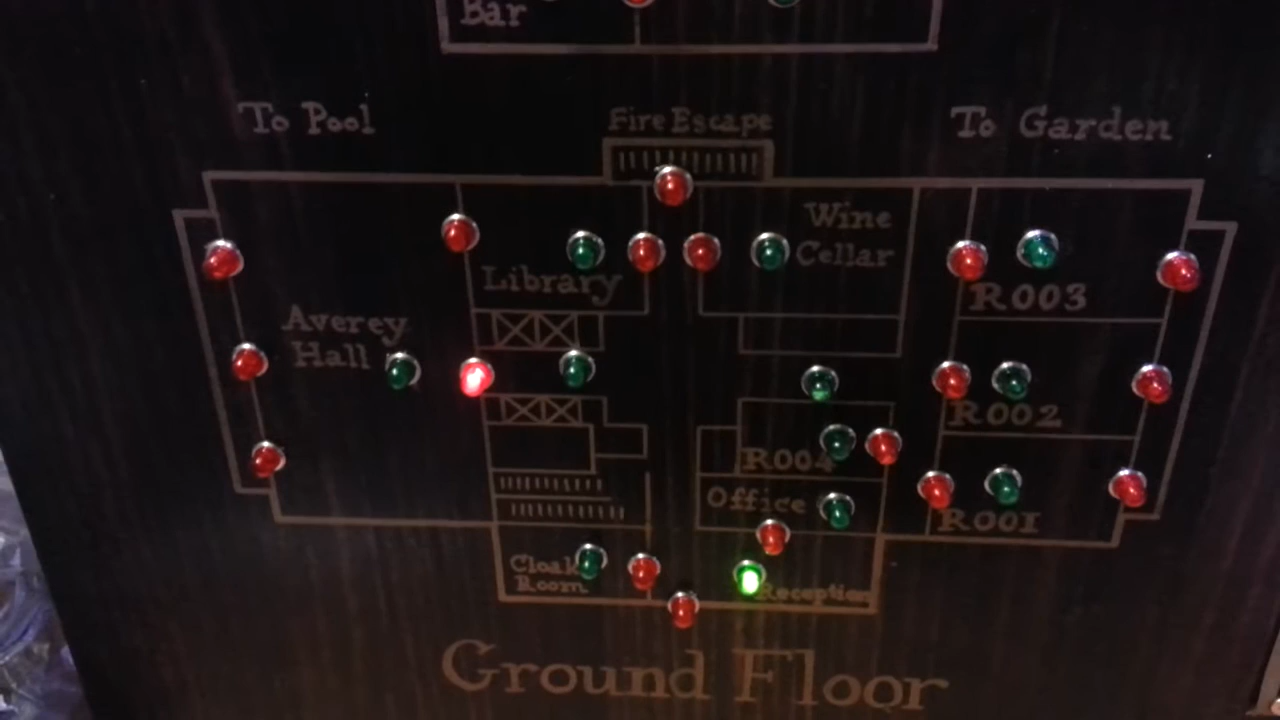 Bar
To Pool
Fire Escape
To Garden
Wine
Cellar
Library
R003
Averey
Hall
R002
R004
Office
R001
Cloak
Room
Reception
Ground Floor